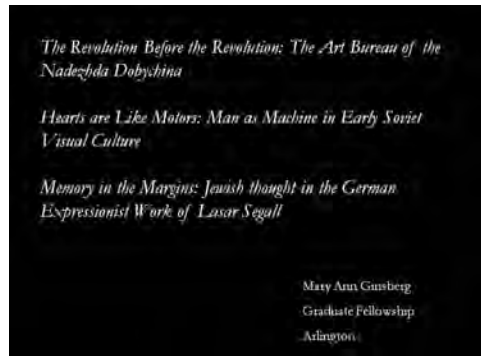 The Revolution Before the Revolution: The Art Bureau of the
Nadezhda Dobychina
Hearts are Like Motors: Man as Machine in Early Soviet
Visual Culture
Memory in the Margins: Jewish thought in the German
Expressionist Work of Lasar Segall
Mary Ann Ginsberg
Graduate Fellowship
Arlington